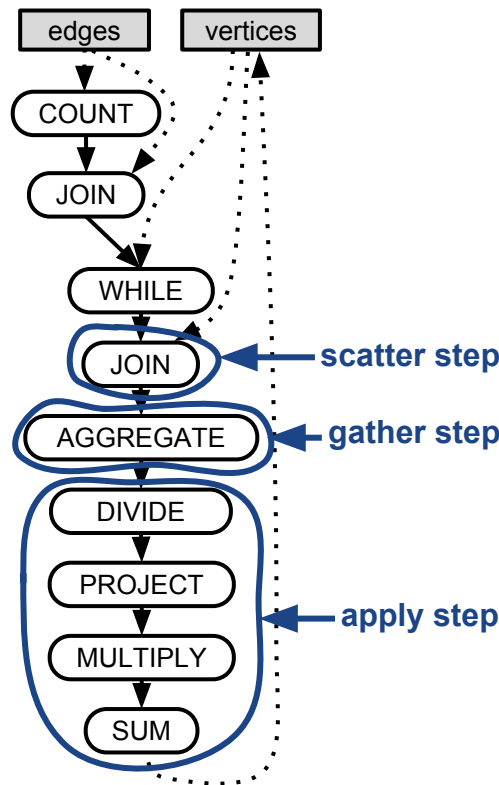 edges
vertices
COUNT
JOIN
WHILE
JOIN
scatter step
AGGREGATE
gather step
DIVIDE
PROJECT
apply step
MULTIPLY
SUM